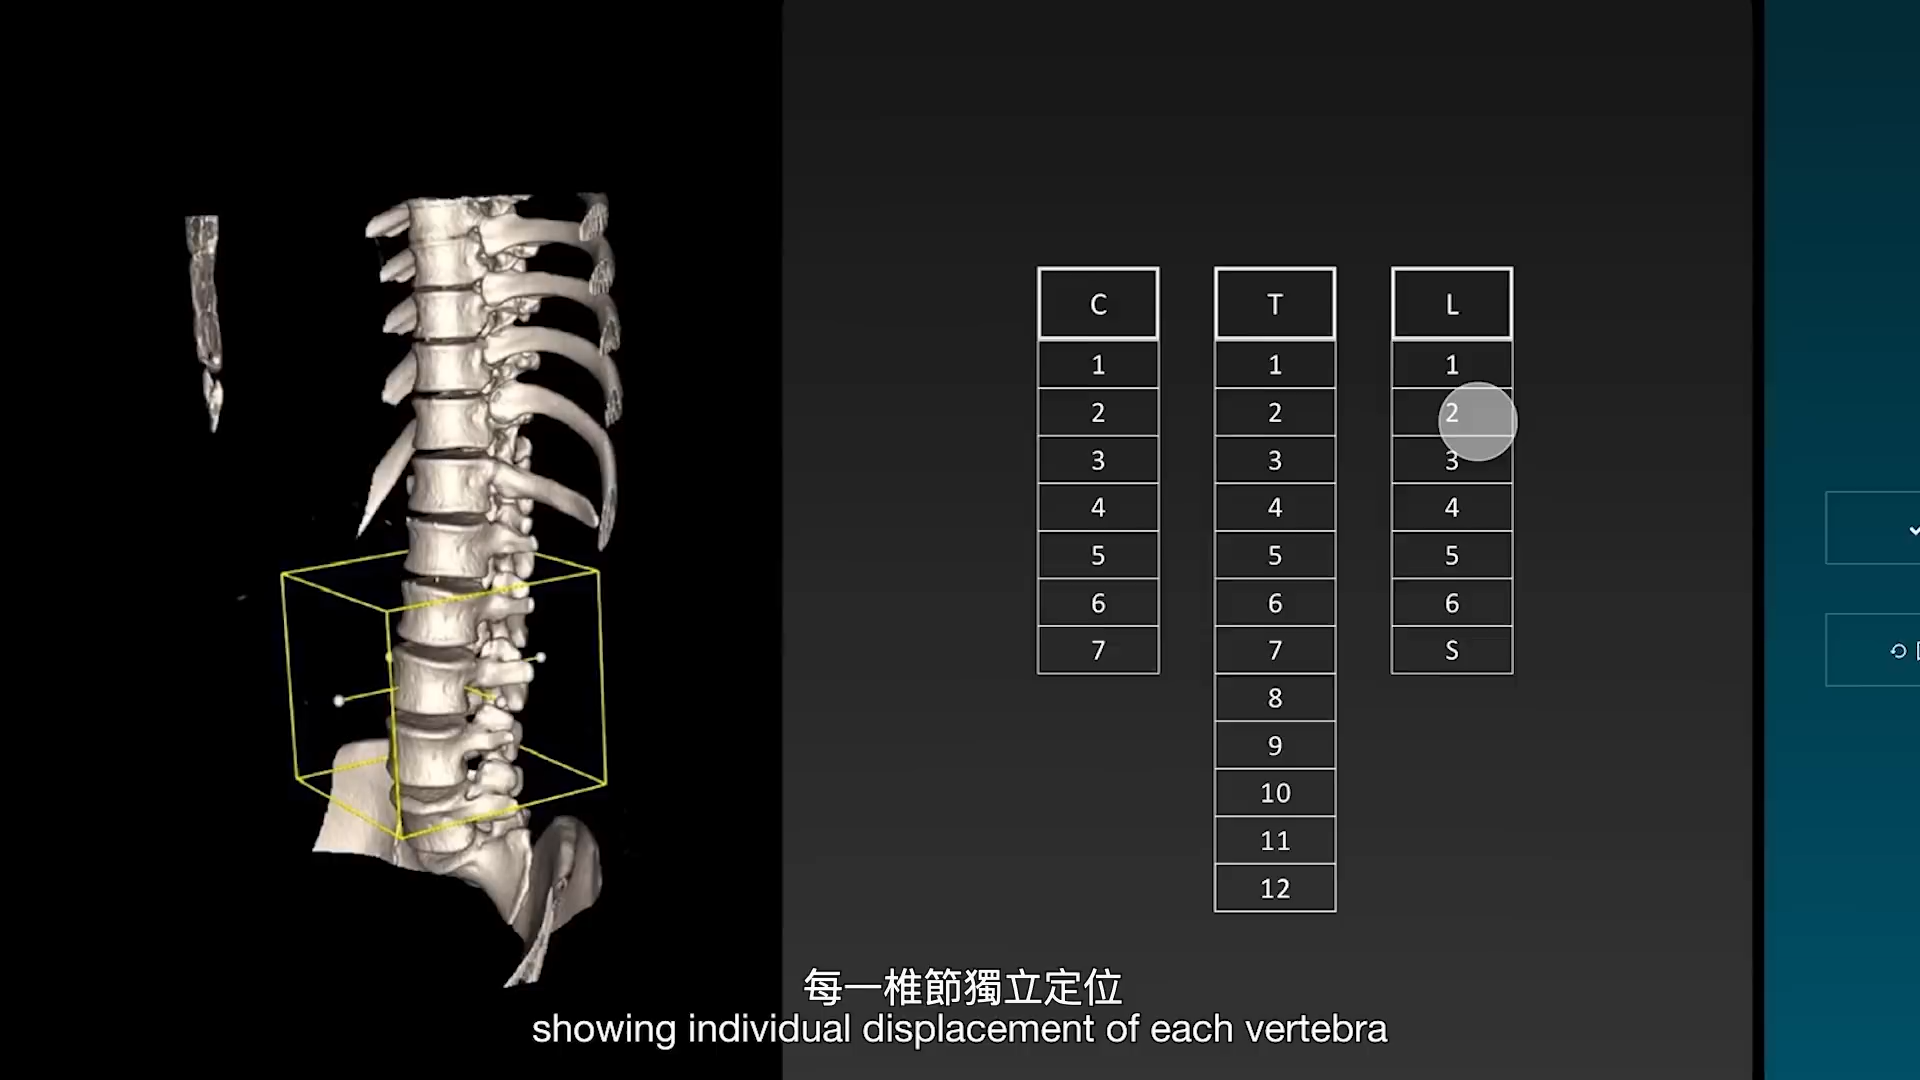 C T L
1 1 1
2 2 2
3 3 3
4 4 4
5 5 5
6 6 6
7 7 S
8
9
10
11
12
每一椎節獨立定位
showing individual displacement of each vertebra